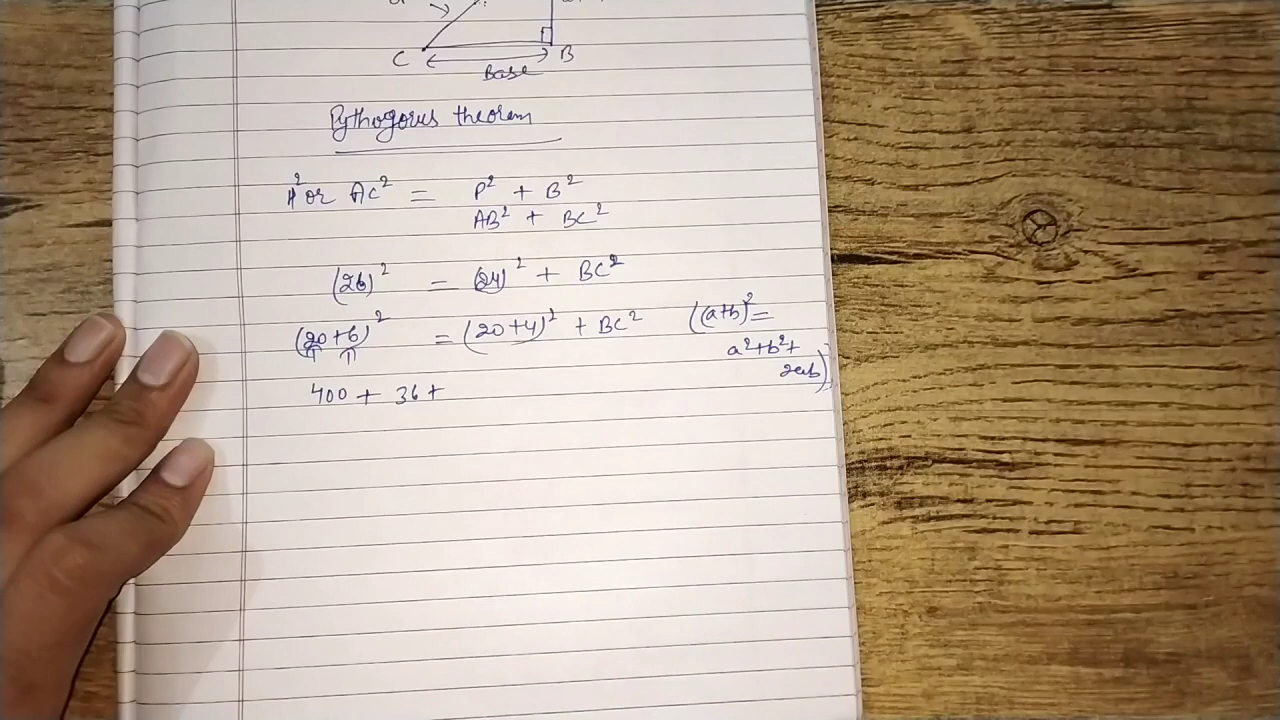 C
B
Base
Pythogorus theorem
H² or AC² = P² + B²
AB² + BC²
(26)² = (24)² + BC²
(20+6)² = (20+4)² + BC² ((a+b)² =
a²+b²+
2ab)
400 + 36 +